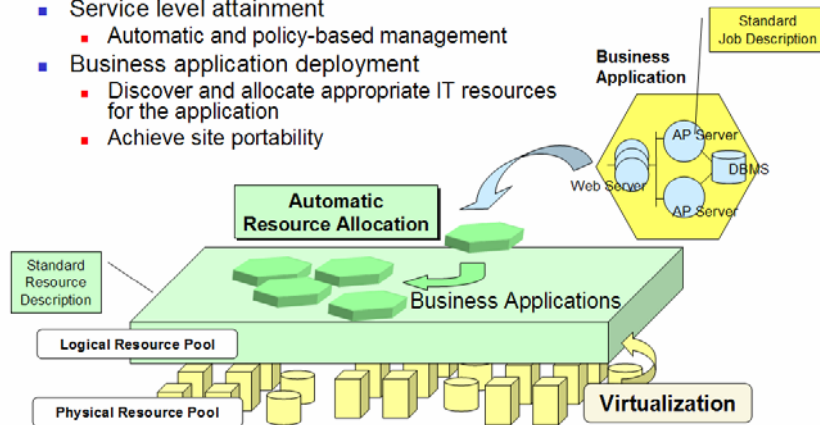 Service level attainment
Automatic and policy-based management
Business application deployment
Discover and allocate appropriate IT resources
for the application
Achieve site portability
Standard
Job Description
Business
Application
AP Server
DBMS
Web Server
AP Server
Automatic
Resource Allocation
Standard
Resource
Description
Business Applications
Logical Resource Pool
Physical Resource Pool
Virtualization